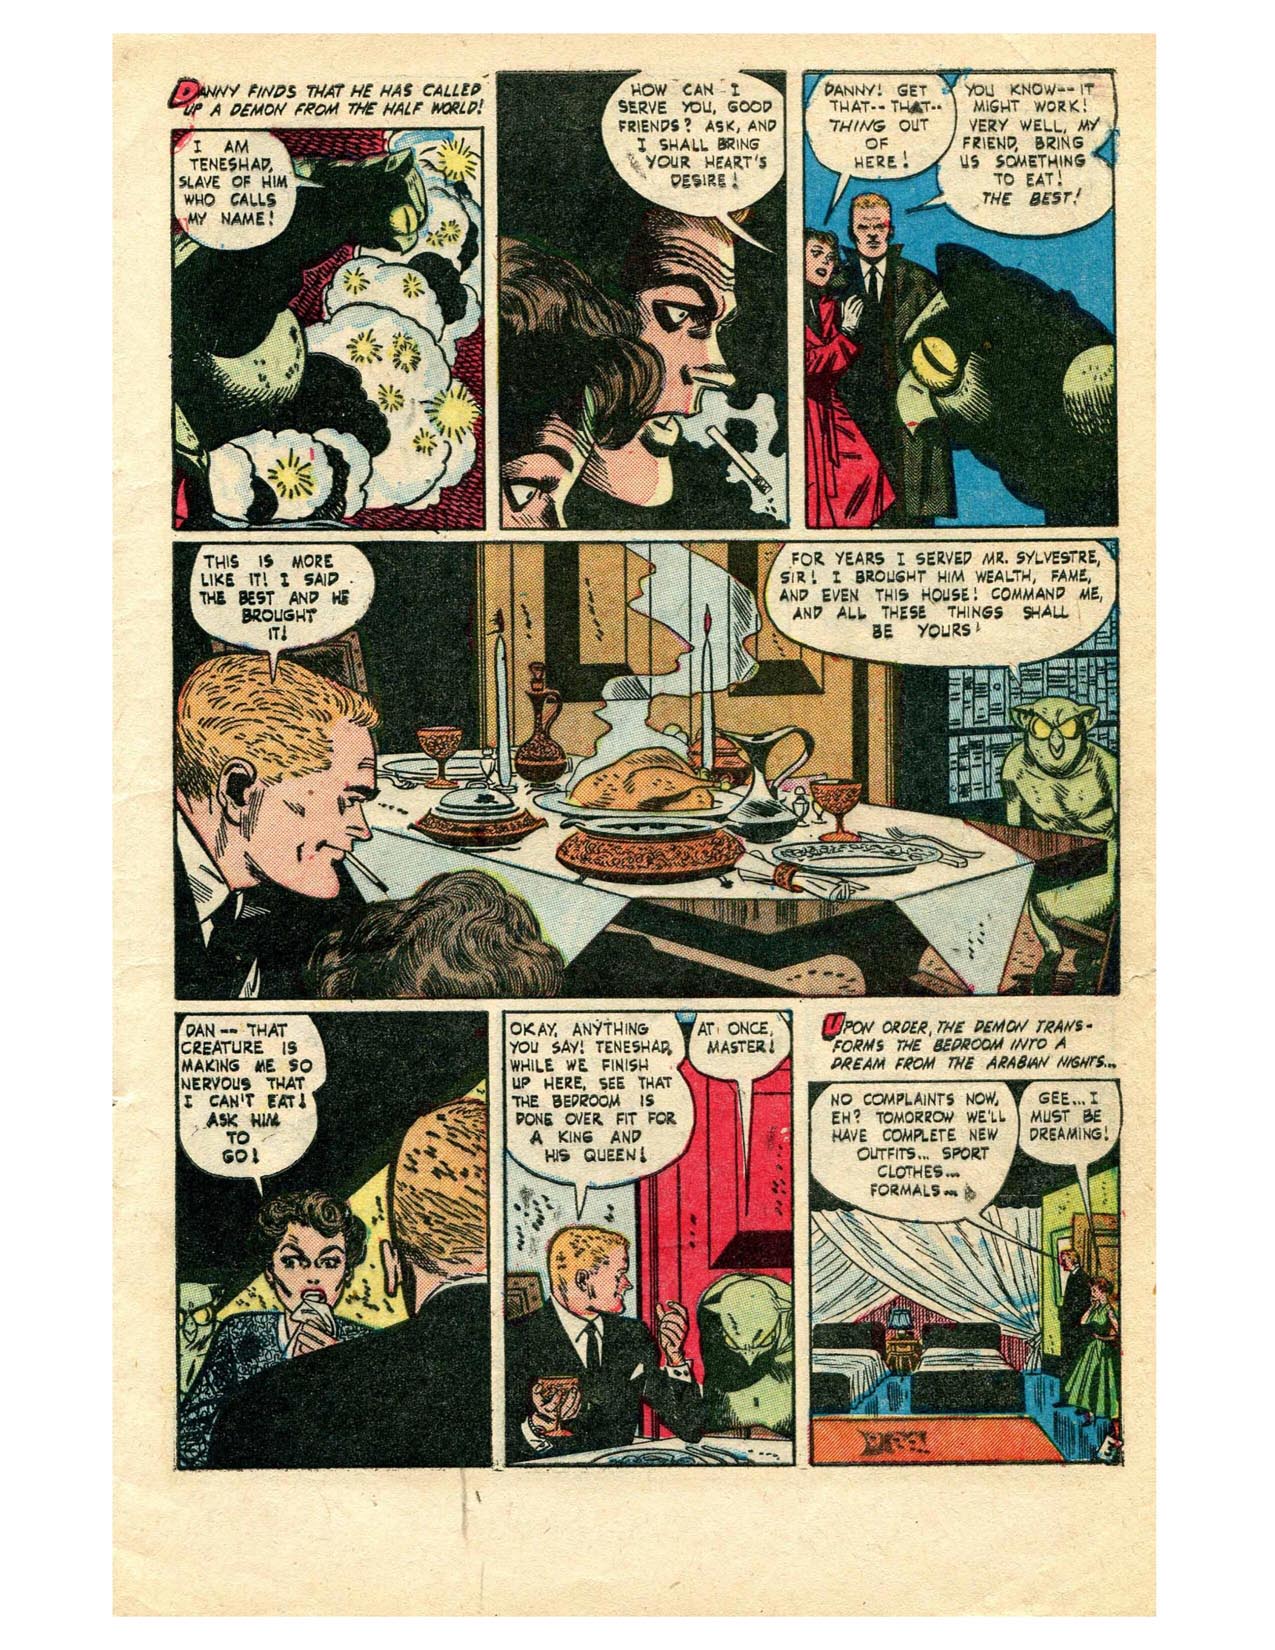 DANNY FINDS THAT HE HAS CALLED
UP A DEMON FROM THE HALF WORLD!
I AM
TENESHAD,
SLAVE OF HIM
WHO CALLS
MY NAME!
HOW CAN I
SERVE YOU, GOOD
FRIENDS? ASK, AND
I SHALL BRING
YOUR HEART'S
DESIRE!
DANNY! GET
THAT-- THAT--
THING OUT
OF
HERE!
YOU KNOW-- IT
MIGHT WORK!
VERY WELL, MY
FRIEND, BRING
US SOMETHING
TO EAT!
THE BEST!
THIS IS MORE
LIKE IT! I SAID
THE BEST AND HE
BROUGHT
IT!
FOR YEARS I SERVED MR. SYLVESTRE,
SIR! I BROUGHT HIM WEALTH, FAME,
AND EVEN THIS HOUSE! COMMAND ME,
AND ALL THESE THINGS SHALL
BE YOURS!
DAN-- THAT
CREATURE IS
MAKING ME SO
NERVOUS THAT
I CAN'T EAT!
ASK HIM
TO
GO!
OKAY, ANYTHING
YOU SAY! TENESHAD,
WHILE WE FINISH
UP HERE, SEE THAT
THE BEDROOM IS
DONE OVER FIT FOR
A KING AND
HIS QUEEN!
AT ONCE,
MASTER!
UPON ORDER, THE DEMON TRANS-
FORMS THE BEDROOM INTO A
DREAM FROM THE ARABIAN NIGHTS...
NO COMPLAINTS NOW,
EH? TOMORROW WE'LL
HAVE COMPLETE NEW
OUTFITS... SPORT
CLOTHES...
FORMALS...
GEE... I
MUST BE
DREAMING!